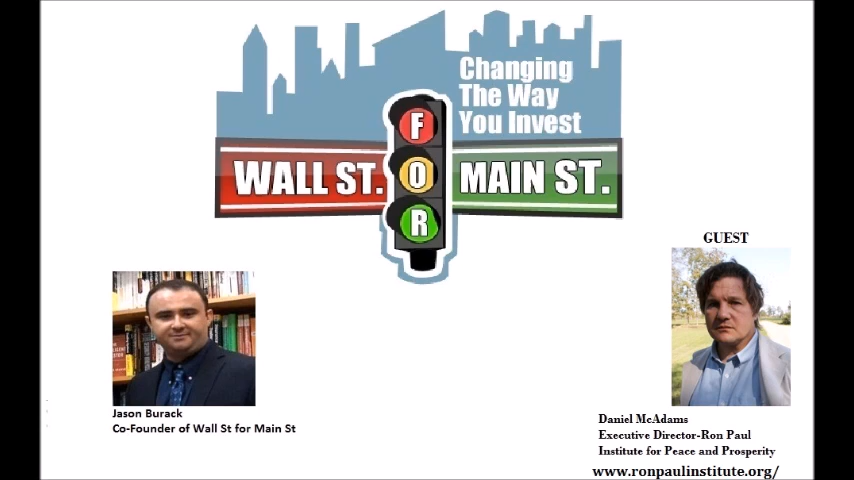 Changing
The Way
You Invest
WALL ST. FOR MAIN ST.
GUEST
Jason Burack
Co-Founder of Wall St for Main St
Daniel McAdams
Executive Director-Ron Paul
Institute for Peace and Prosperity
www.ronpaulinstitute.org/